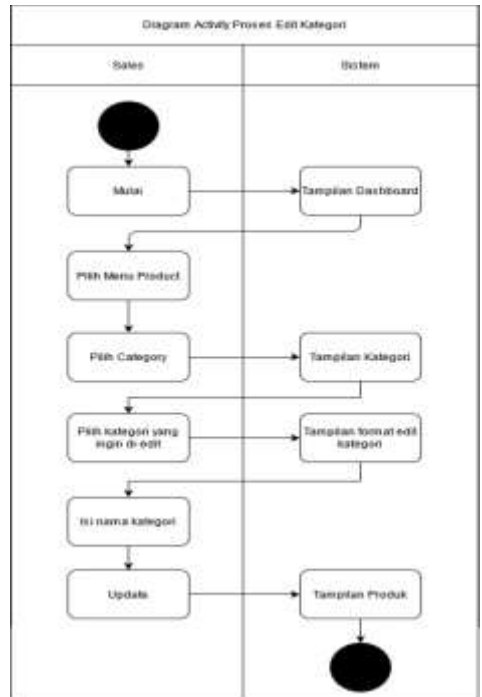 Diagram Activity Proses Edit Kategori
Sales
Sistem
Mulai
Tampilan Dashboard
Pilih Menu Product
Pilih Category
Tampilan Kategori
Pilih kategori yang
ingin di edit
Tampilan format edit
kategori
Isi nama kategori
Update
Tampilan Produk